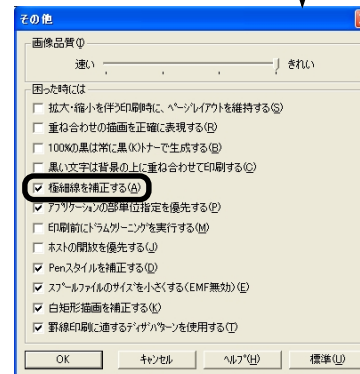 その他
画像品質(I)
速い きれい
困った時には
拡大・縮小を伴う印刷時に、ページレイアウトを維持する(S)
重ね合わせの描画を正確に表現する(R)
100%の黒は常に黒(K)トナーで生成する(B)
黒い文字は背景の上に重ね合わせて印刷する(C)
極細線を補正する(A)
アプリケーションの部単位指定を優先する(P)
印刷前にドラムクリーニングを実行する(M)
ホストの開放を優先する(J)
Penスタイルを補正する(D)
スプールファイルのサイズを小さくする(EMF無効)(E)
白矩形描画を補正する(K)
罫線印刷に適するディザパターンを使用する(T)
OK キャンセル ヘルプ(H) 標準(U)